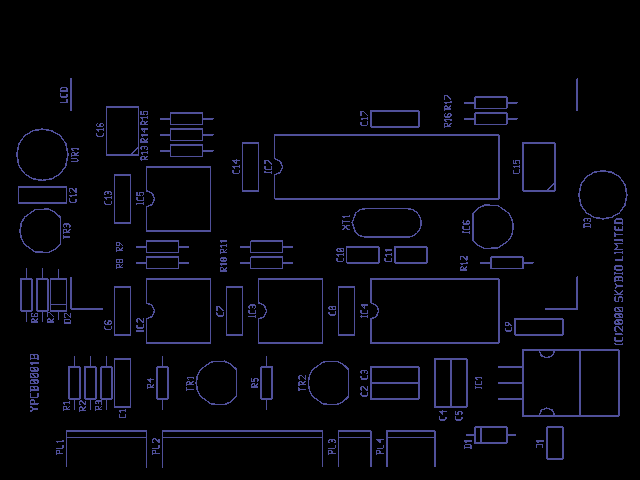 LCD
C16
R15
R14
R13
C17
R17
R16
VR1
C12
C13
IC5
C14
IC7
C15
TR3
XT1
IC6
D3
R9
R8
R11
R10
C10
C11
R12
(C)2000 SKYBIO LIMITED
R6
R7
D2
C6
IC2
C7
IC3
C8
IC4
C9
YPCB00001B
R1
R2
R3
C1
R4
TR1
R5
TR2
C2
C3
C4
C5
IC1
PL1
PL2
PL3
PL4
D1
J1